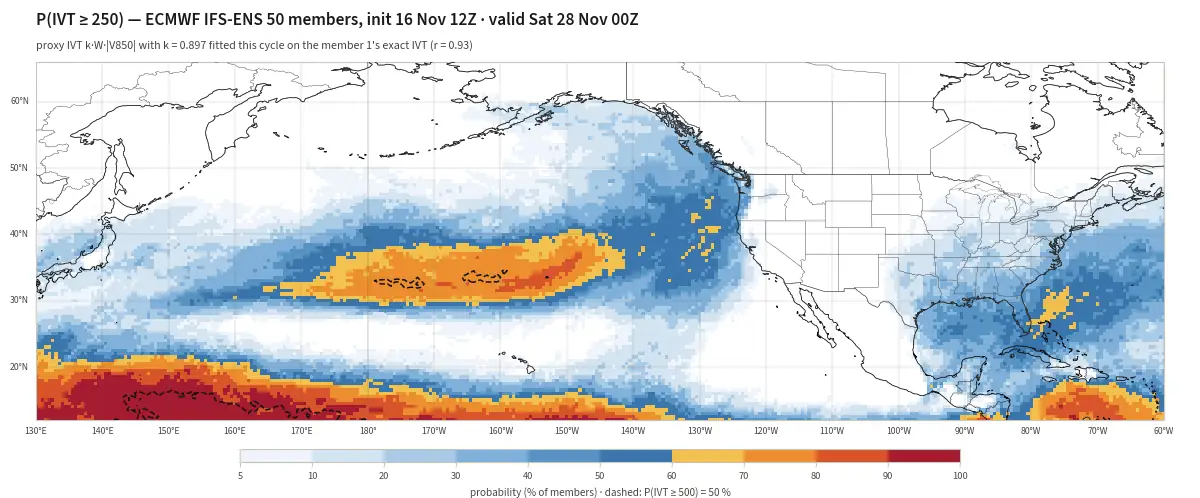 P(IVT ≥ 250) — ECMWF IFS-ENS 50 members, init 16 Nov 12Z · valid Sat 28 Nov 00Z
proxy IVT k·W·|V850| with k = 0.897 fitted this cycle on the member 1's exact IVT (r = 0.93)
60°N
50°N
40°N
30°N
20°N
130°E 140°E 150°E 160°E 170°E 180° 170°W 160°W 150°W 140°W 130°W 120°W 110°W 100°W 90°W 80°W 70°W 60°W
5 10 20 30 40 50 60 70 80 90 100
probability (% of members) · dashed: P(IVT ≥ 500) = 50 %